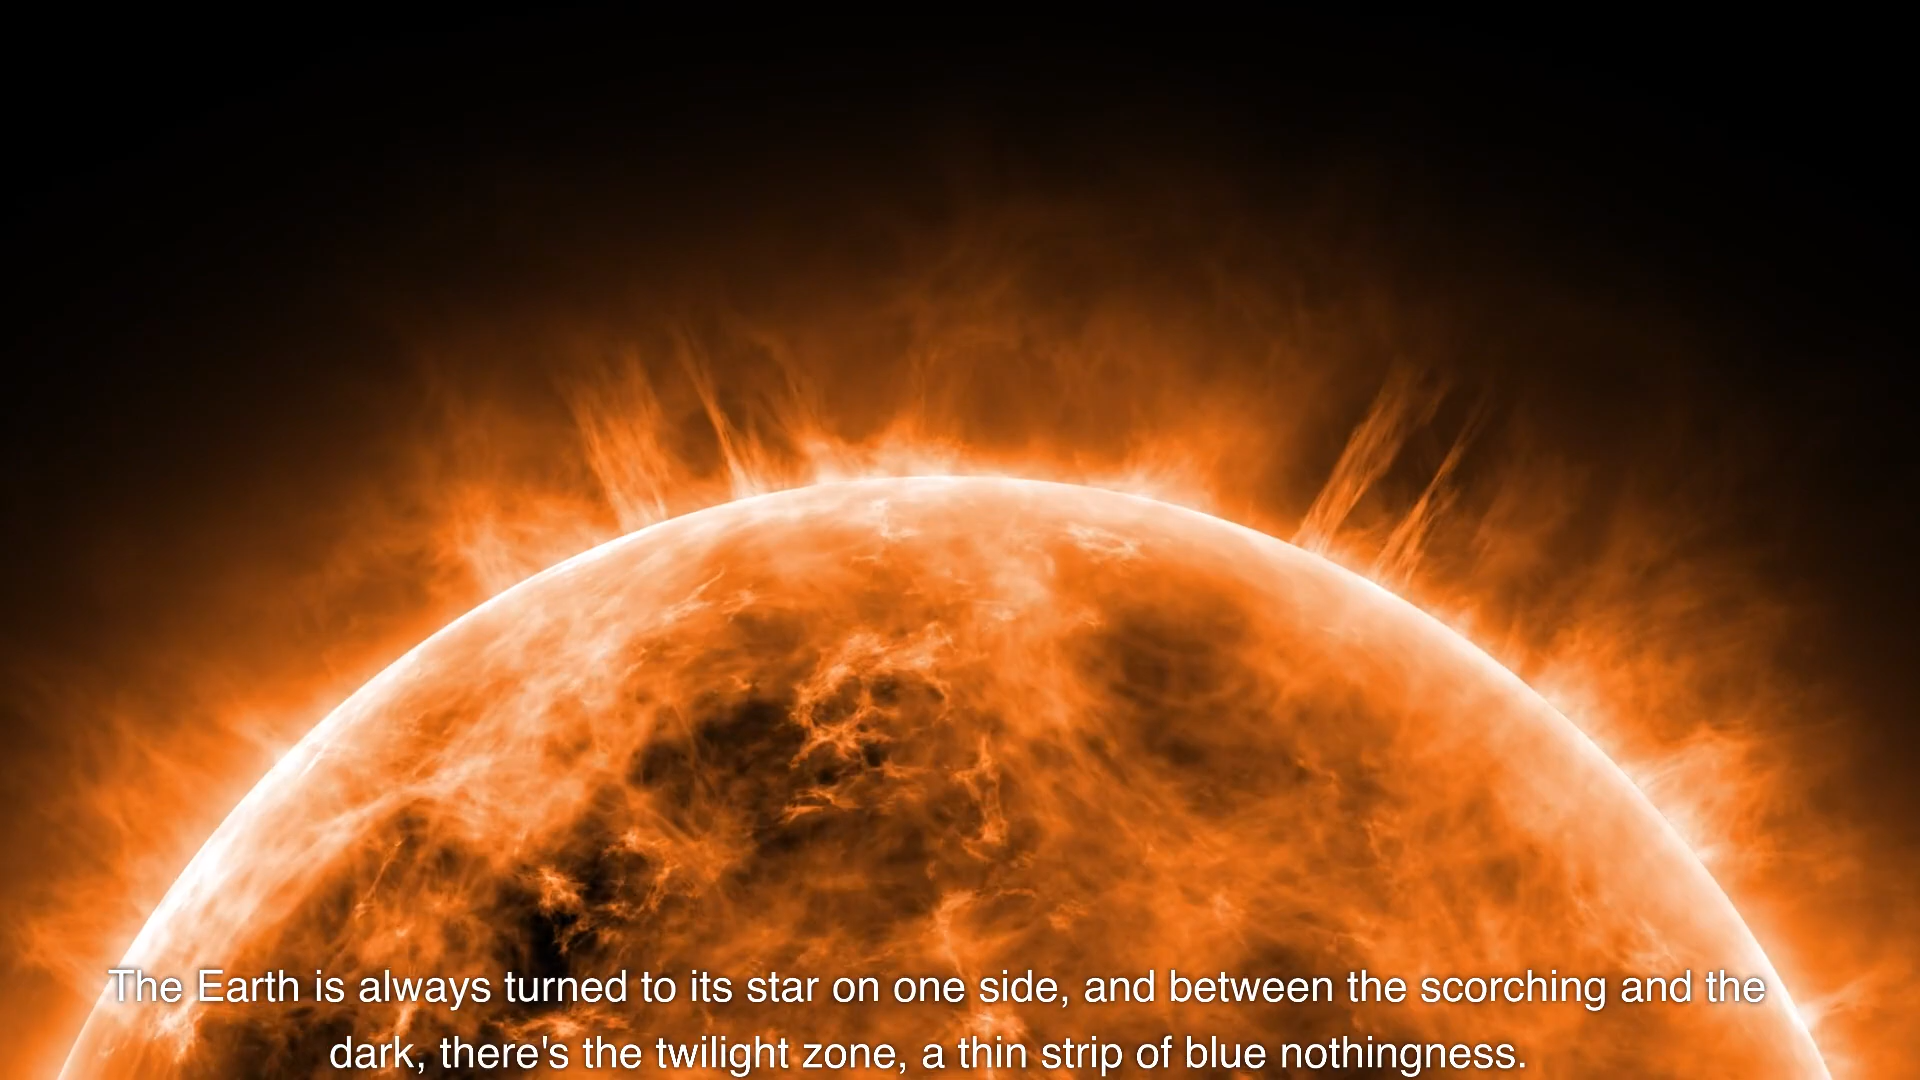 The Earth is always turned to its star on one side, and between the scorching and the
dark, there's the twilight zone, a thin strip of blue nothingness.